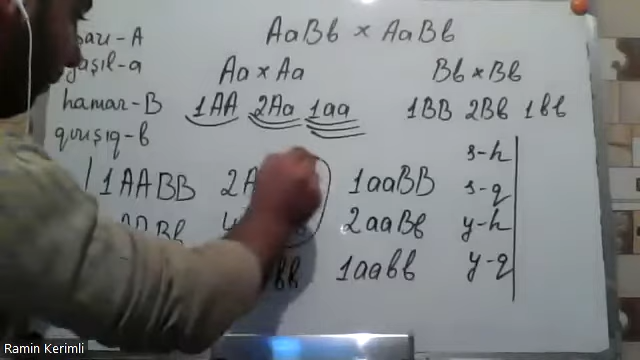 AaBb × AaBb
sarı-A
yaşıl-a
Aa×Aa
Bb×Bb
hamar-B
1AA 2Aa 1aa
1BB 2Bb 1bb
qırışıq-b
s-h
1AABB
1aaBB
s-q
2aaBb
y-h
1aabb
y-q
Ramin Kerimli